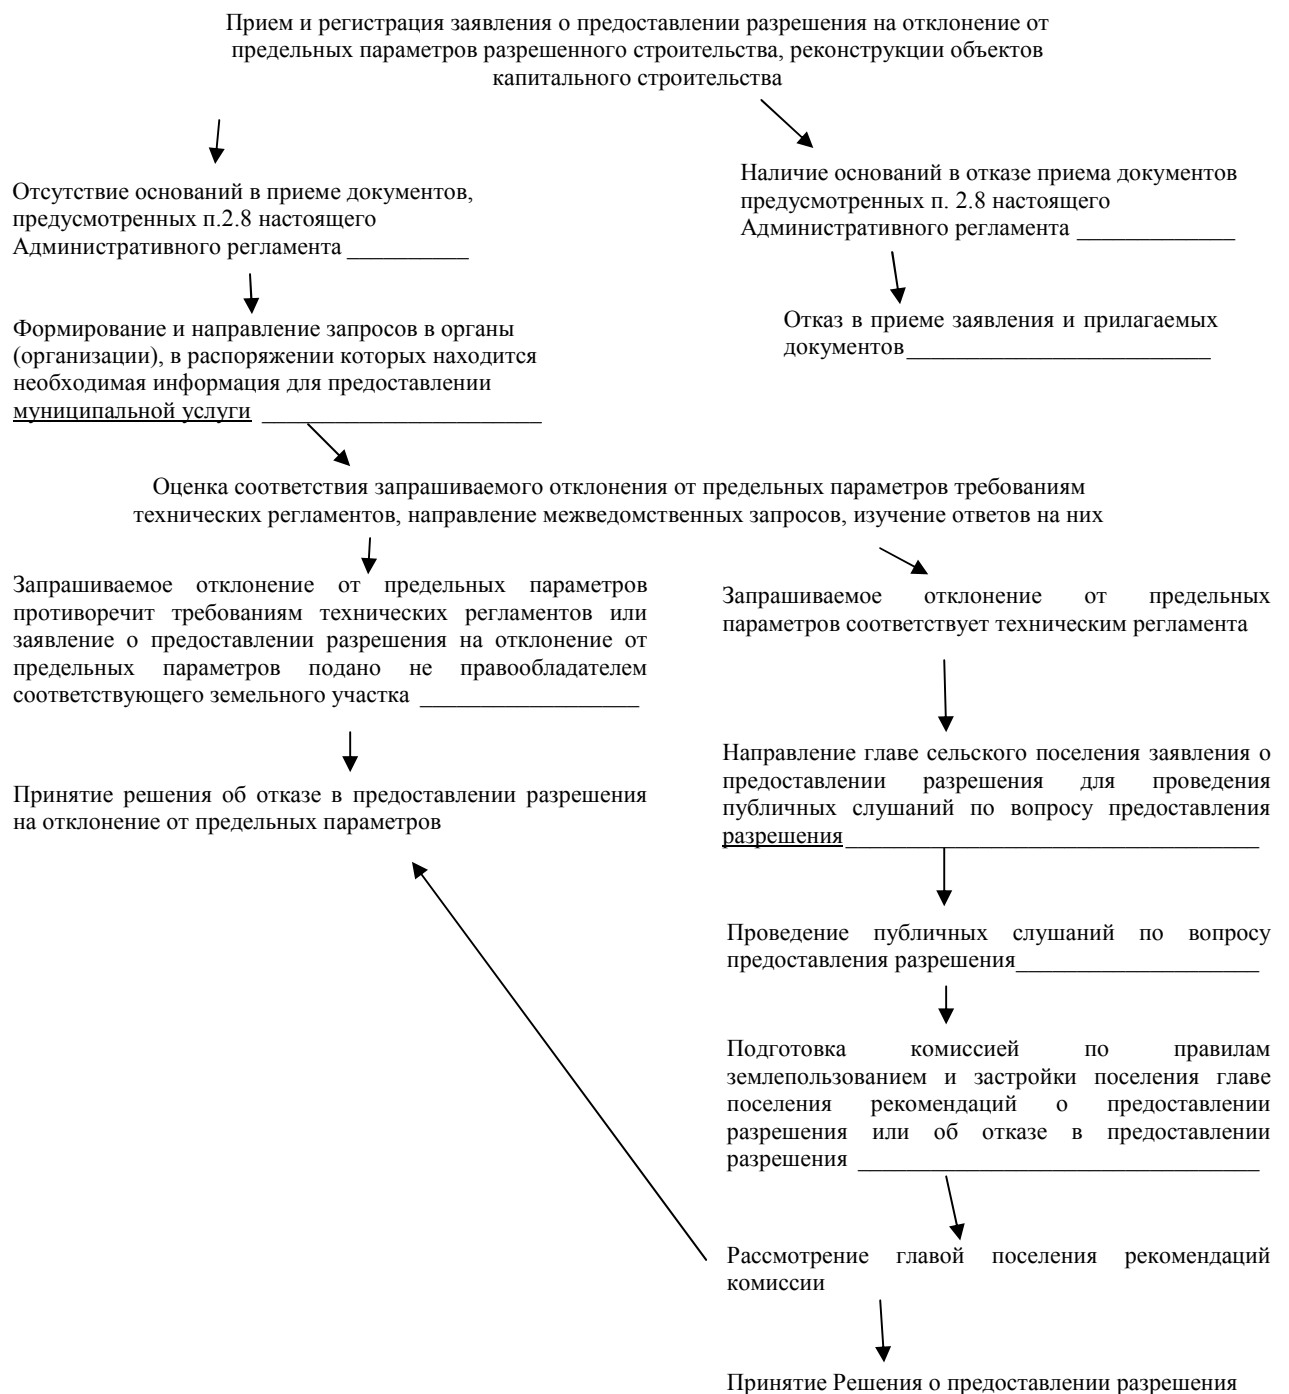 Прием и регистрация заявления о предоставлении разрешения на отклонение от
предельных параметров разрешенного строительства, реконструкции объектов
капитального строительства
Отсутствие оснований в приеме документов,
предусмотренных п.2.8 настоящего
Административного регламента __________
Наличие оснований в отказе приема документов
предусмотренных п. 2.8 настоящего
Административного регламента _____________
Формирование и направление запросов в органы
(организации), в распоряжении которых находится
необходимая информация для предоставлении
муниципальной услуги _______________________
Отказ в приеме заявления и прилагаемых
документов_________________________
Оценка соответствия запрашиваемого отклонения от предельных параметров требованиям
технических регламентов, направление межведомственных запросов, изучение ответов на них
Запрашиваемое отклонение от предельных параметров
противоречит требованиям технических регламентов или
заявление о предоставлении разрешения на отклонение от
предельных параметров подано не правообладателем
соответствующего земельного участка __________________
Запрашиваемое отклонение от предельных
параметров соответствует техническим регламента
Принятие решения об отказе в предоставлении разрешения
на отклонение от предельных параметров
Направление главе сельского поселения заявления о
предоставлении разрешения для проведения
публичных слушаний по вопросу предоставления
разрешения__________________________________
Проведение публичных слушаний по вопросу
предоставления разрешения____________________
Подготовка комиссией по правилам
землепользованием и застройки поселения главе
поселения рекомендаций о предоставлении
разрешения или об отказе в предоставлении
разрешения _________________________________
Рассмотрение главой поселения рекомендаций
комиссии
Принятие Решения о предоставлении разрешения